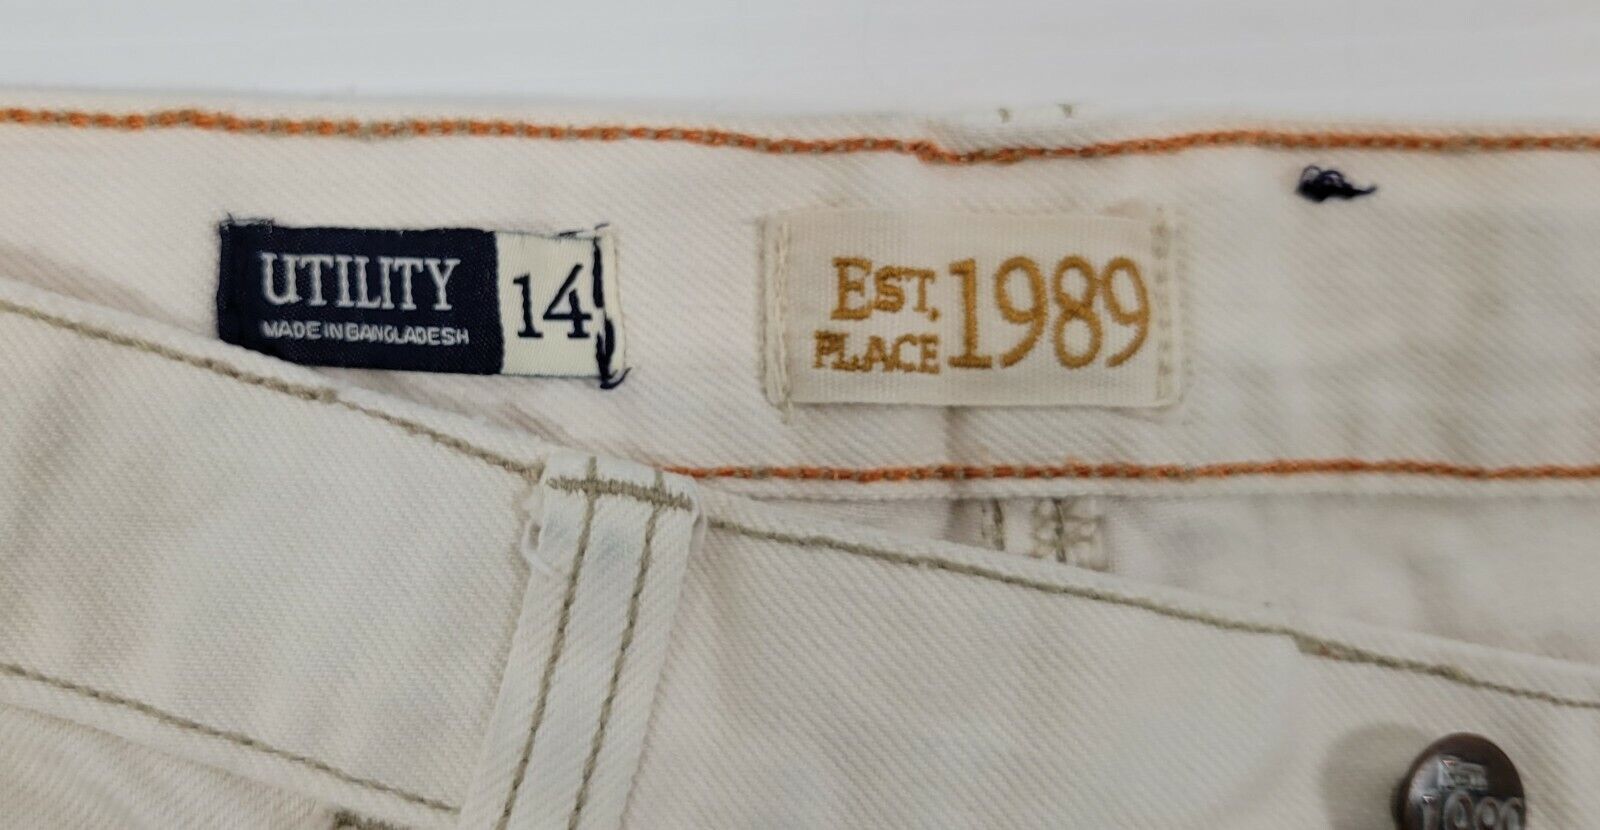 UTILITY
MADE IN BANGLADESH
14
EST. 1989
PLACE